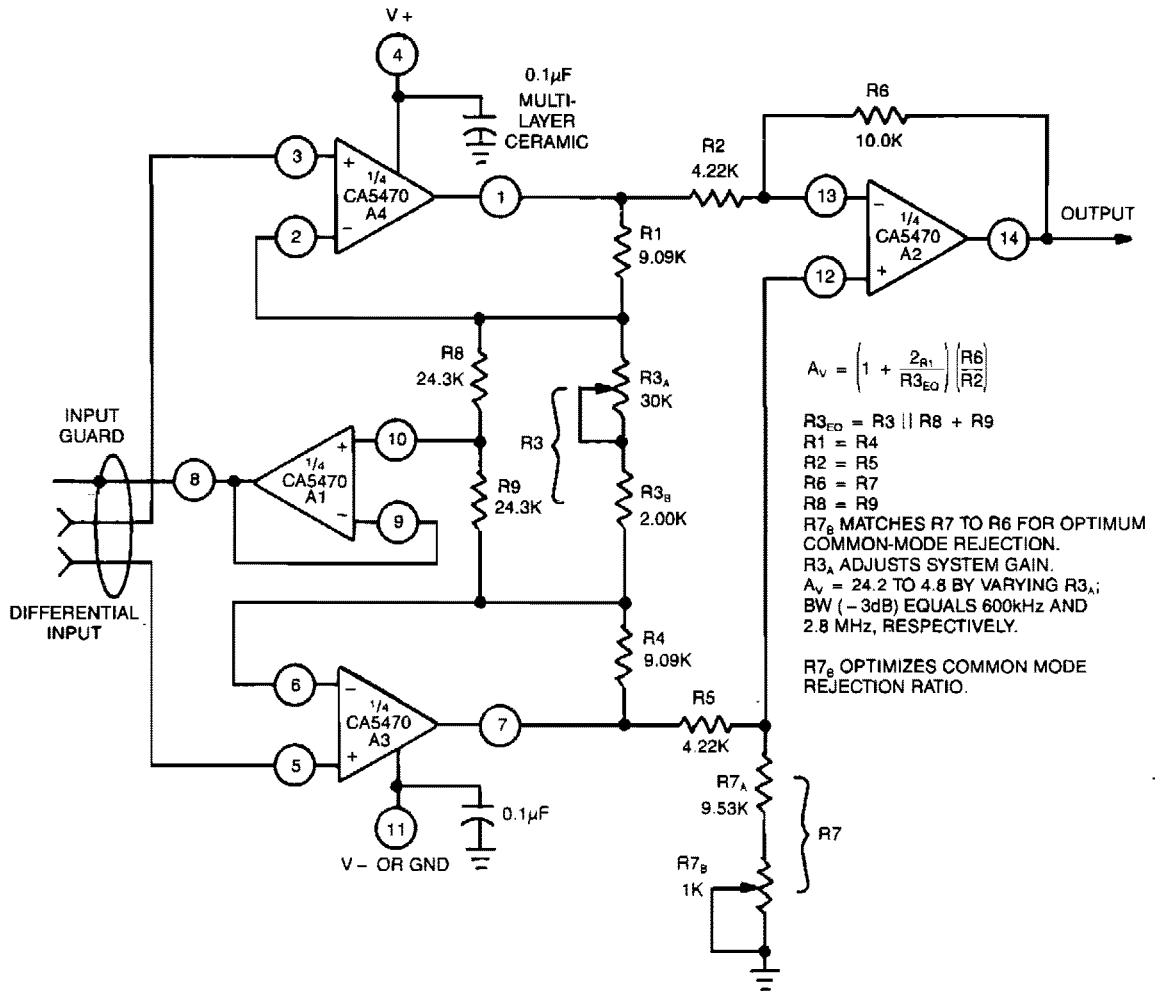 V +
4
0.1µF
MULTI-
LAYER
CERAMIC
R6
10.0K
R2
4.22K
3
+
1/4
CA5470
A4
2
−
1
13
−
1/4
CA5470
A2
12
+
14
OUTPUT
R1
9.09K
R8
24.3K
R3A
30K
R3
AV = (1 + 2R1/R3EQ) (R6/R2)
R3EQ = R3 || R8 + R9
R1 = R4
R2 = R5
R6 = R7
R8 = R9
R7B MATCHES R7 TO R6 FOR OPTIMUM
COMMON-MODE REJECTION.
R3A ADJUSTS SYSTEM GAIN.
AV = 24.2 TO 4.8 BY VARYING R3A;
BW (−3dB) EQUALS 600kHz AND
2.8 MHz, RESPECTIVELY.
R7B OPTIMIZES COMMON MODE
REJECTION RATIO.
INPUT
GUARD
8
10
+
1/4
CA5470
A1
−
9
R9
24.3K
R3B
2.00K
DIFFERENTIAL
INPUT
R4
9.09K
6
−
1/4
CA5470
A3
5
+
7
R5
4.22K
11
V − OR GND
0.1µF
R7A
9.53K
R7
R7B
1K